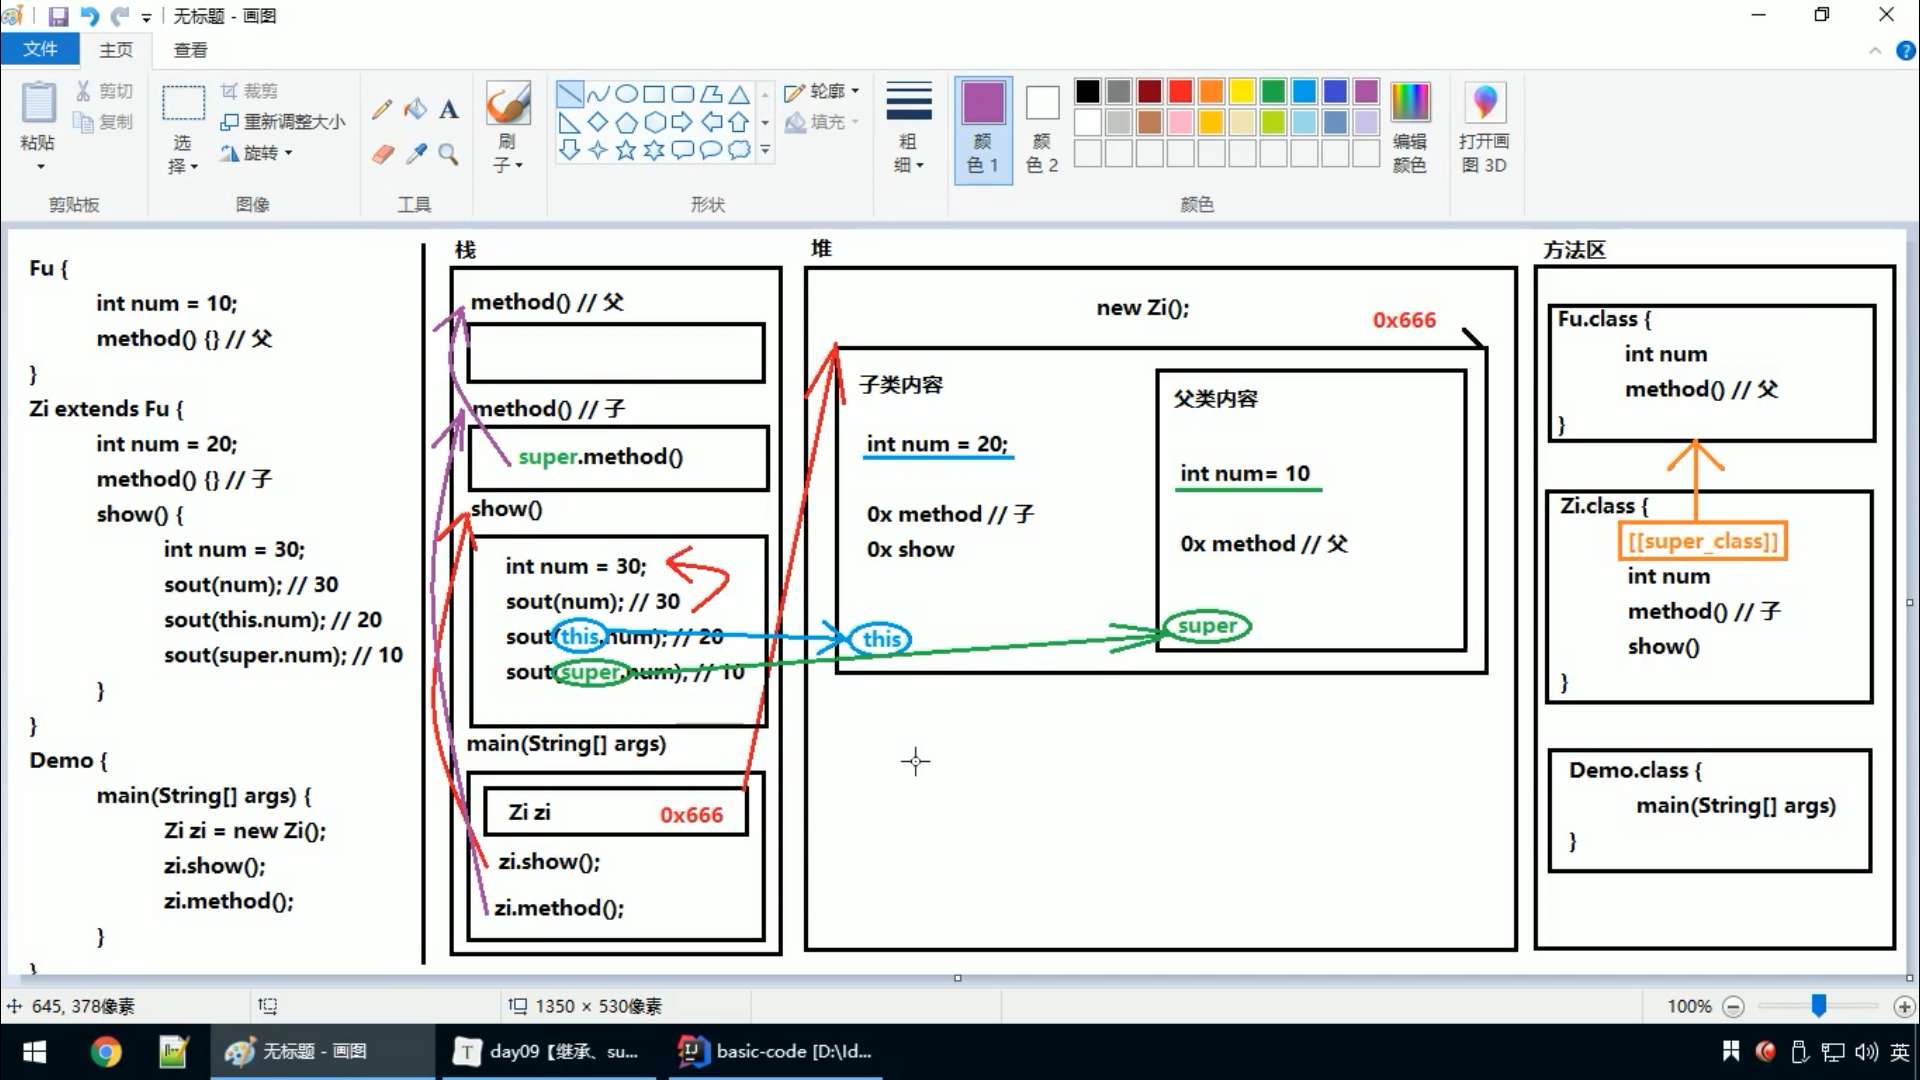 无标题 - 画图
文件 主页 查看
粘贴 剪切 复制 剪贴板
选择 裁剪 重新调整大小 旋转 图像
A 工具
刷子
轮廓 填充 形状
粗细
颜色 1 颜色 2 编辑颜色 颜色
打开画图 3D
Fu {
int num = 10;
method() {} // 父
}
Zi extends Fu {
int num = 20;
method() {} // 子
show() {
int num = 30;
sout(num); // 30
sout(this.num); // 20
sout(super.num); // 10
}
}
Demo {
main(String[] args) {
Zi zi = new Zi();
zi.show();
zi.method();
}
}
栈
method() // 父
method() // 子
super.method()
show()
int num = 30;
sout(num); // 30
sout(this.num); // 20
sout(super.num); // 10
main(String[] args)
Zi zi 0x666
zi.show();
zi.method();
堆
new Zi();
0x666
子类内容
int num = 20;
0x method // 子
0x show
this
父类内容
int num= 10
0x method // 父
super
方法区
Fu.class {
int num
method() // 父
}
Zi.class {
[[super_class]]
int num
method() // 子
show()
}
Demo.class {
main(String[] args)
}
645, 378像素
1350 × 530像素
100%
无标题 - 画图
day09【继承、su...
basic-code [D:\Id...
英